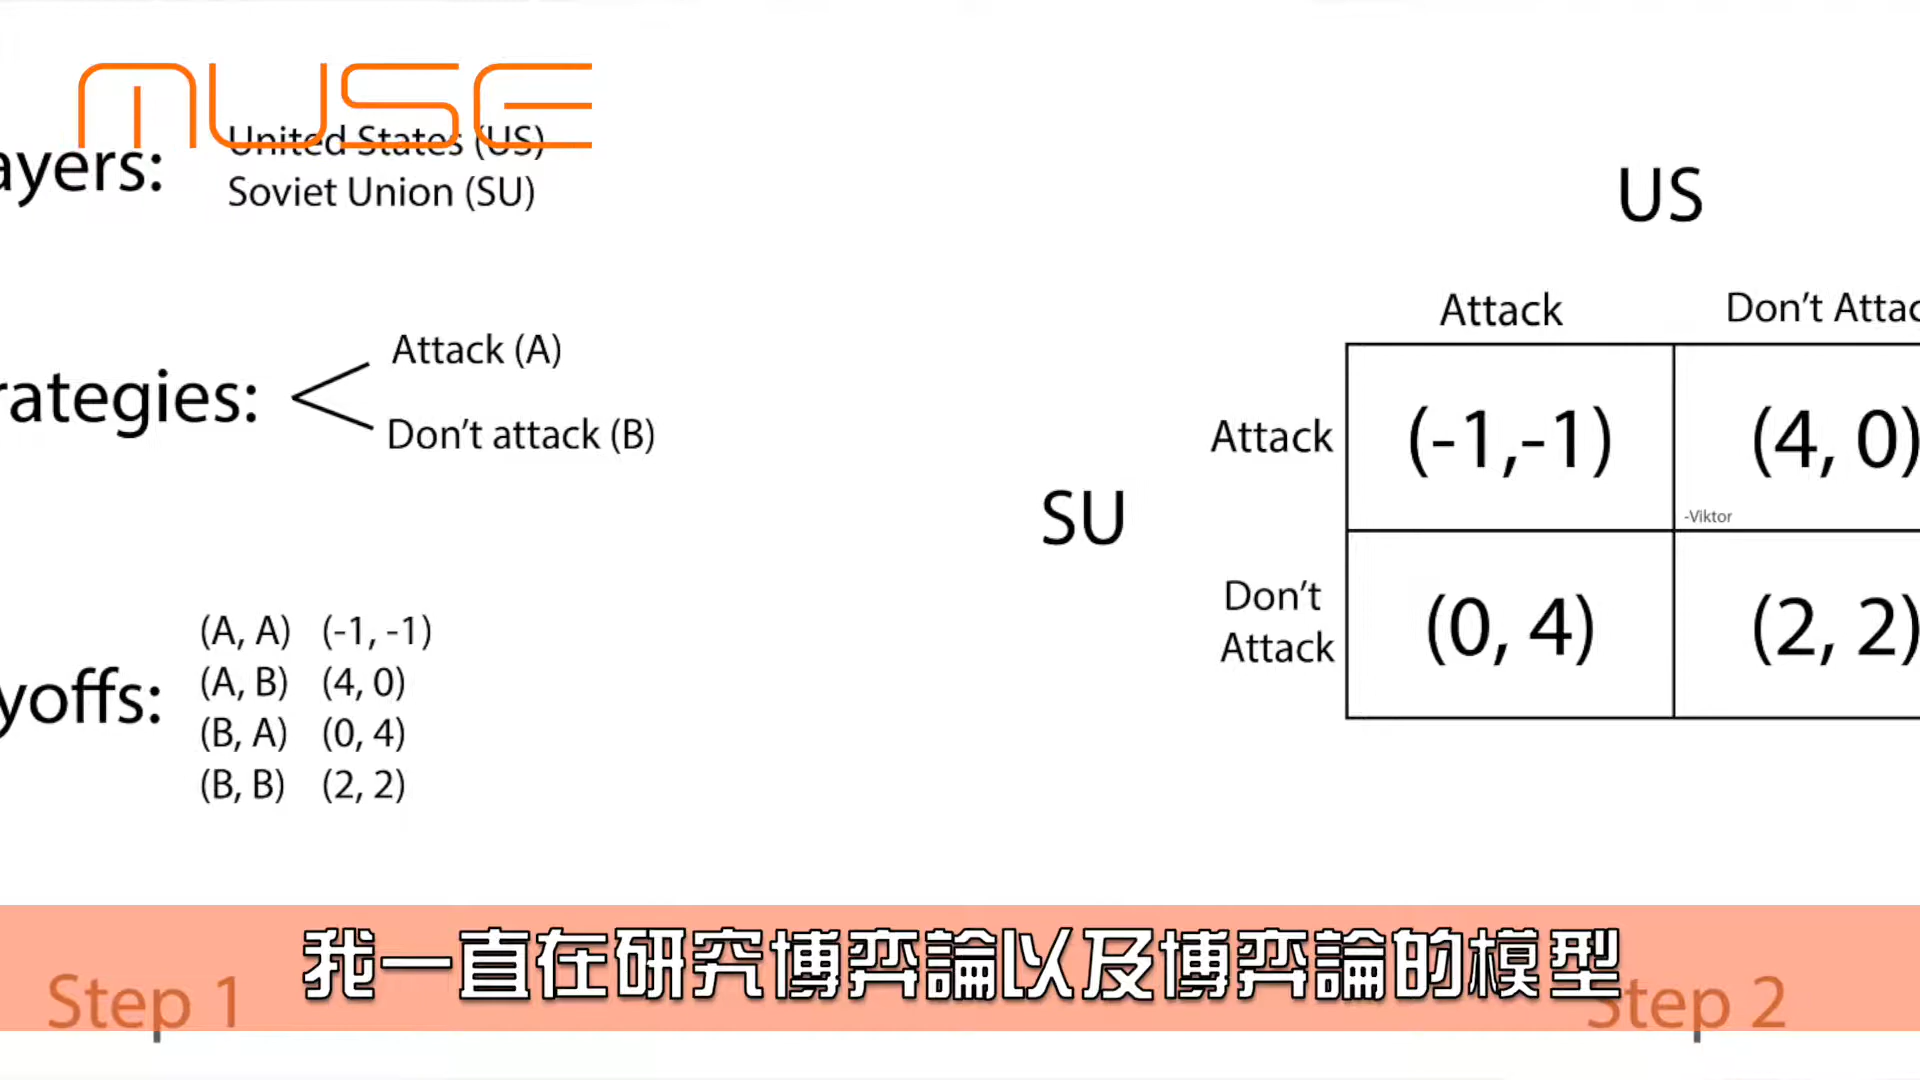 MUSE
ayers:
United States (US)
Soviet Union (SU)
rategies:
Attack (A)
Don’t attack (B)
yoffs:
(A, A) (-1, -1)
(A, B) (4, 0)
(B, A) (0, 4)
(B, B) (2, 2)
US
Attack Don’t Attac
SU
Attack (-1,-1) (4, 0)
-Viktor
Don’t
Attack (0, 4) (2, 2)
我一直在研究博弈論以及博弈論的模型
Step 1
Step 2